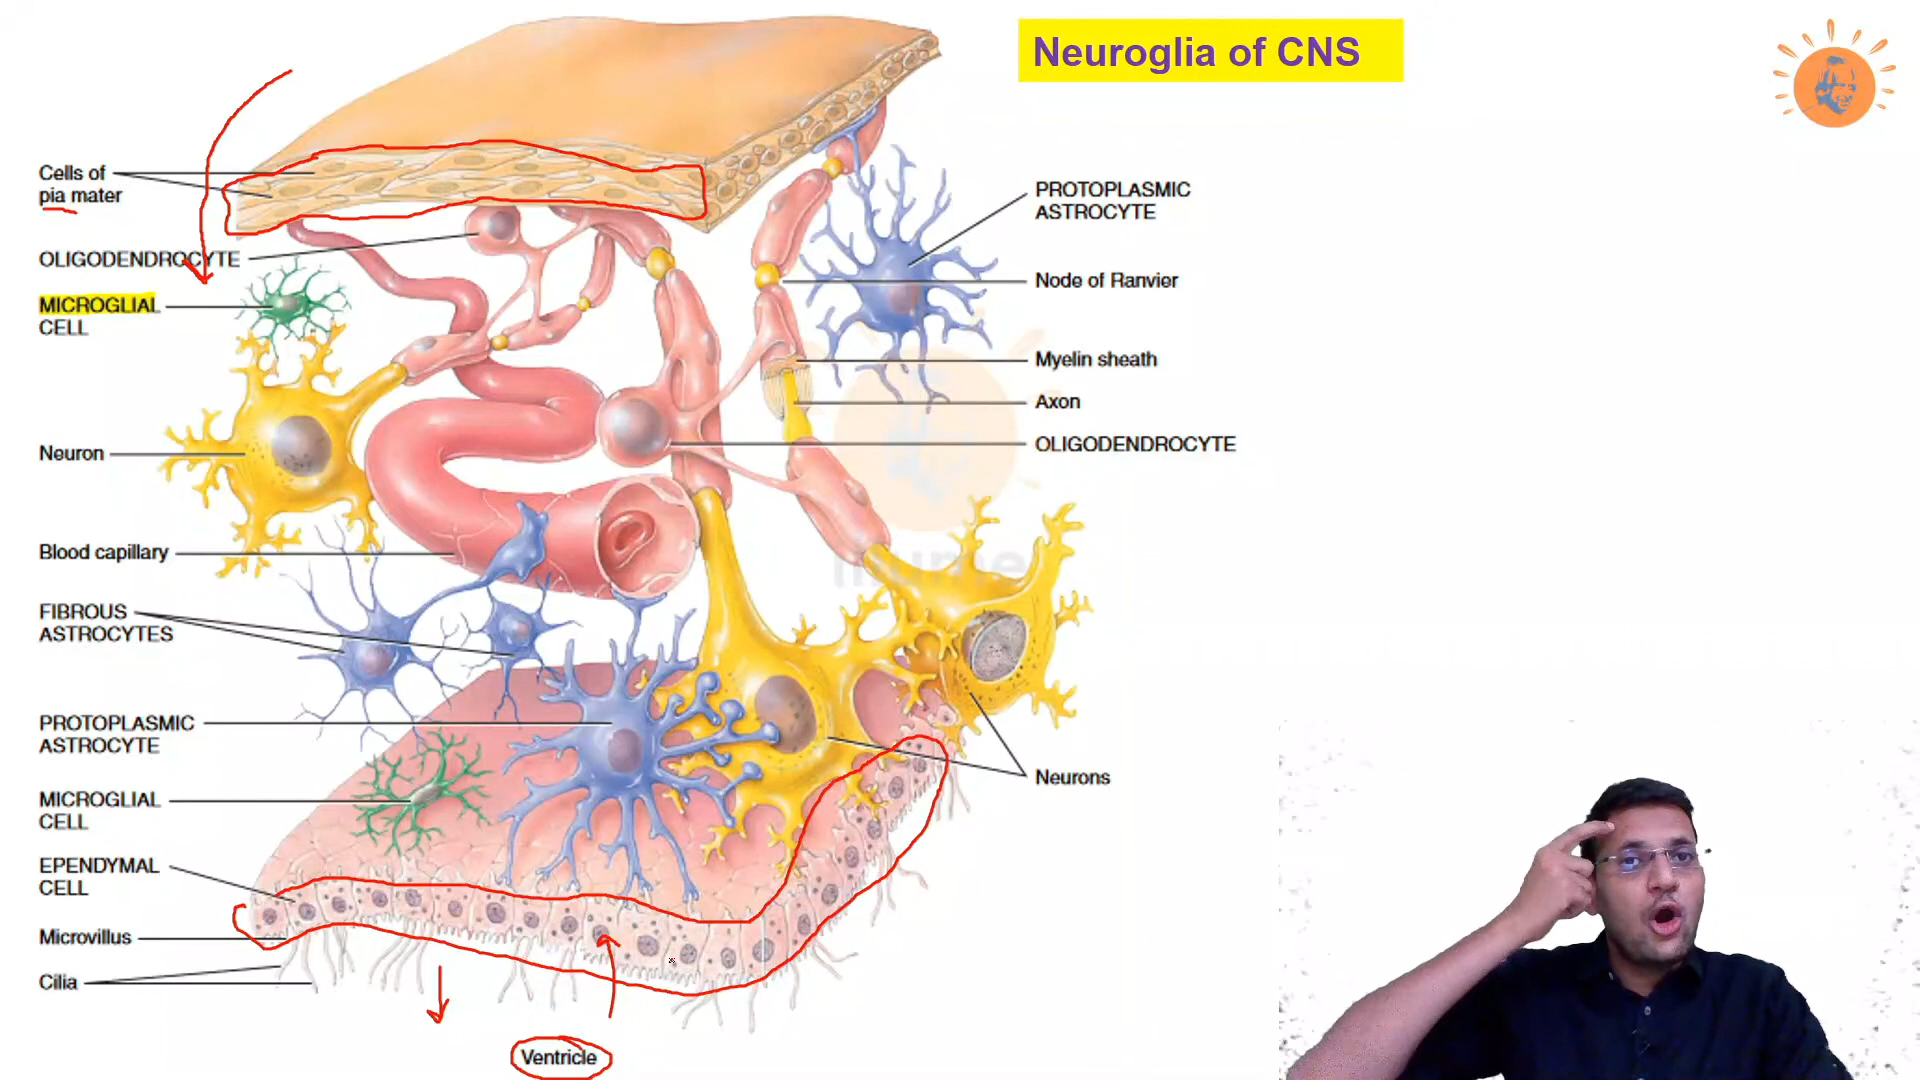 Neuroglia of CNS
Cells of
pia mater
OLIGODENDROCYTE
MICROGLIAL
CELL
Neuron
Blood capillary
FIBROUS
ASTROCYTES
PROTOPLASMIC
ASTROCYTE
MICROGLIAL
CELL
EPENDYMAL
CELL
Microvillus
Cilia
Ventricle
PROTOPLASMIC
ASTROCYTE
Node of Ranvier
Myelin sheath
Axon
OLIGODENDROCYTE
Neurons